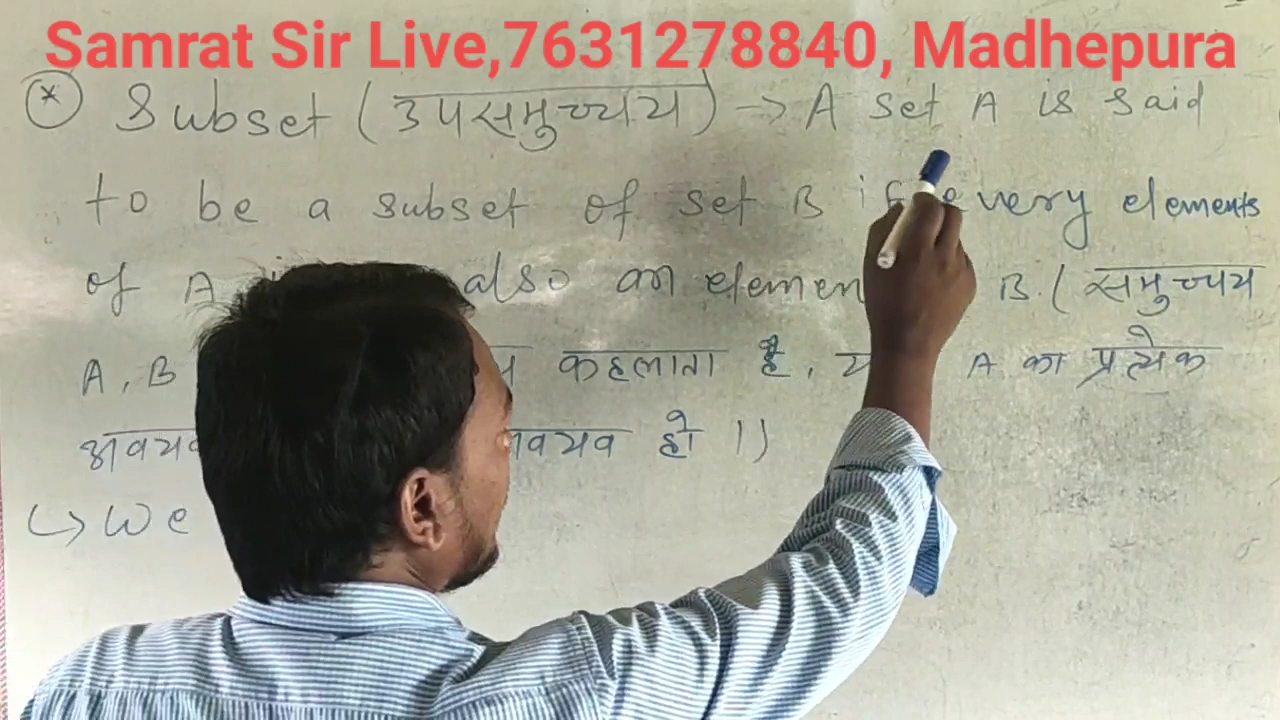 Samrat Sir Live,7631278840, Madhepura
* Subset (उपसमुच्चय) → A set A is said
to be a subset of set B if every elements
of A also an elemen B. (समुच्चय
A, B कहलाता है, A का प्रत्येक
हो ।)
↳ We